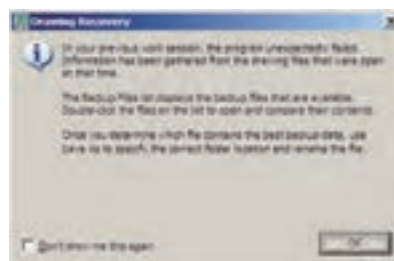 Drawing Recovery
In your previous work session, the program unexpectedly failed.
Information has been gathered from the drawing files that were open
at that time.
The Backup Files list displays the backup files that are available.
Double-click the files on the list to open and compare their contents.
Once you determine which file contains the best backup data, use
Save As to specify the correct folder location and rename the file.
Don't show me this again
OK